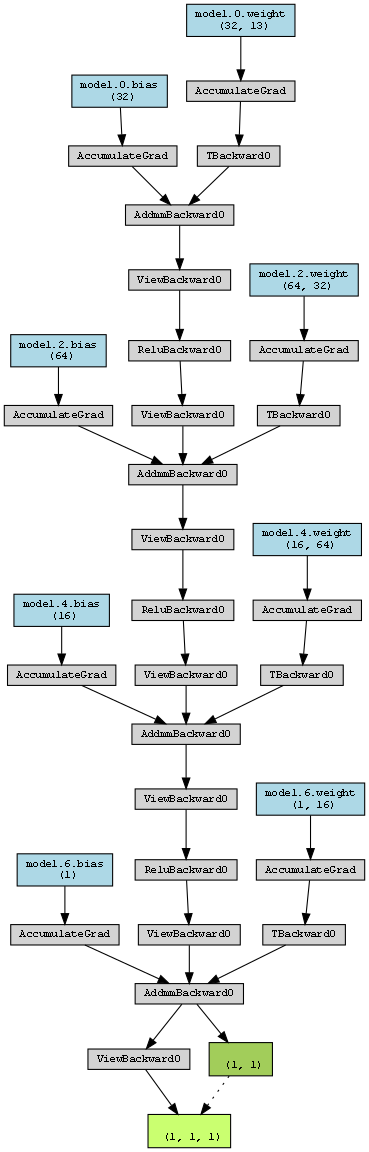 model.0.weight
(32, 13)
model.0.bias
(32)
AccumulateGrad
AccumulateGrad
TBackward0
AddmmBackward0
ViewBackward0
model.2.weight
(64, 32)
model.2.bias
(64)
ReluBackward0
AccumulateGrad
AccumulateGrad
ViewBackward0
TBackward0
AddmmBackward0
ViewBackward0
model.4.weight
(16, 64)
model.4.bias
(16)
ReluBackward0
AccumulateGrad
AccumulateGrad
ViewBackward0
TBackward0
AddmmBackward0
ViewBackward0
model.6.weight
(1, 16)
model.6.bias
(1)
ReluBackward0
AccumulateGrad
AccumulateGrad
ViewBackward0
TBackward0
AddmmBackward0
ViewBackward0
(1, 1)
(1, 1, 1)